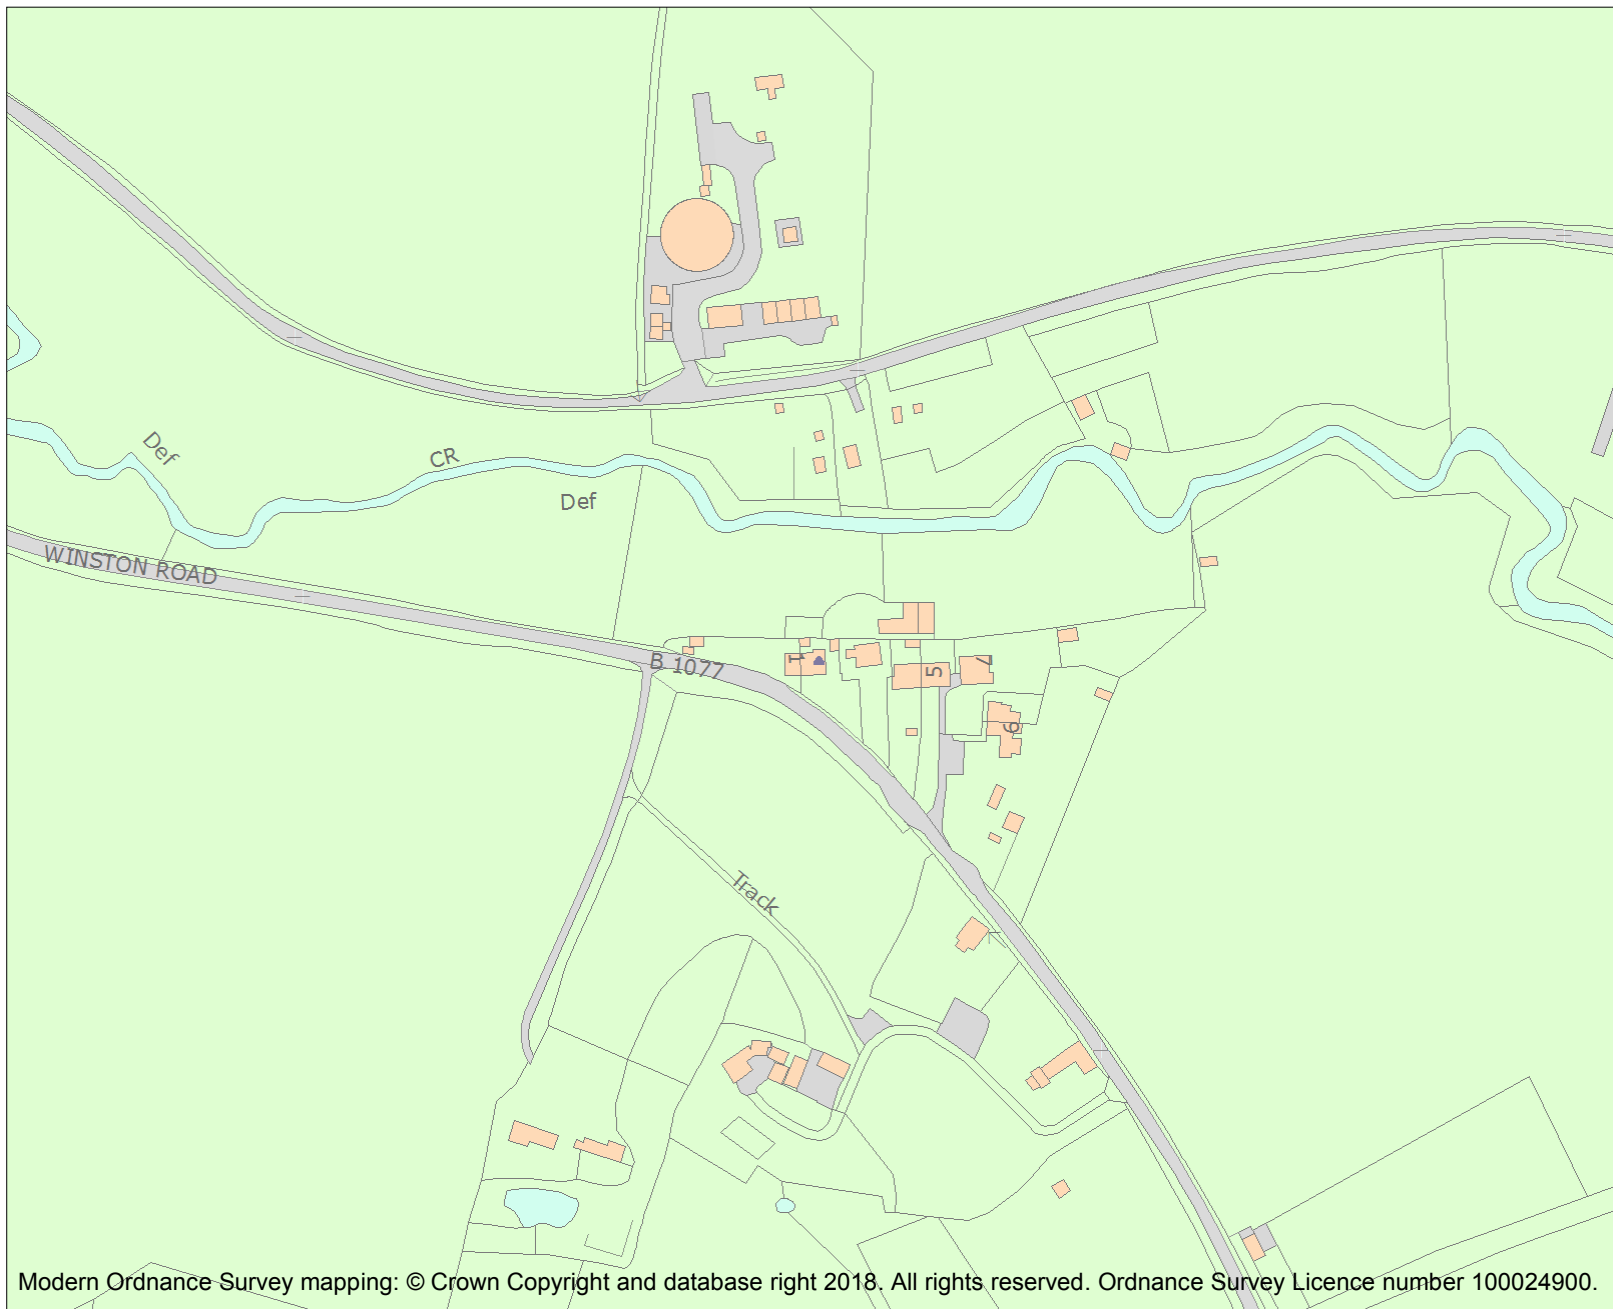 Def
CR
Def
WINSTON ROAD
B 1077
1
5
7
9
Track
Modern Ordnance Survey mapping: © Crown Copyright and database right 2018. All rights reserved. Ordnance Survey Licence number 100024900.